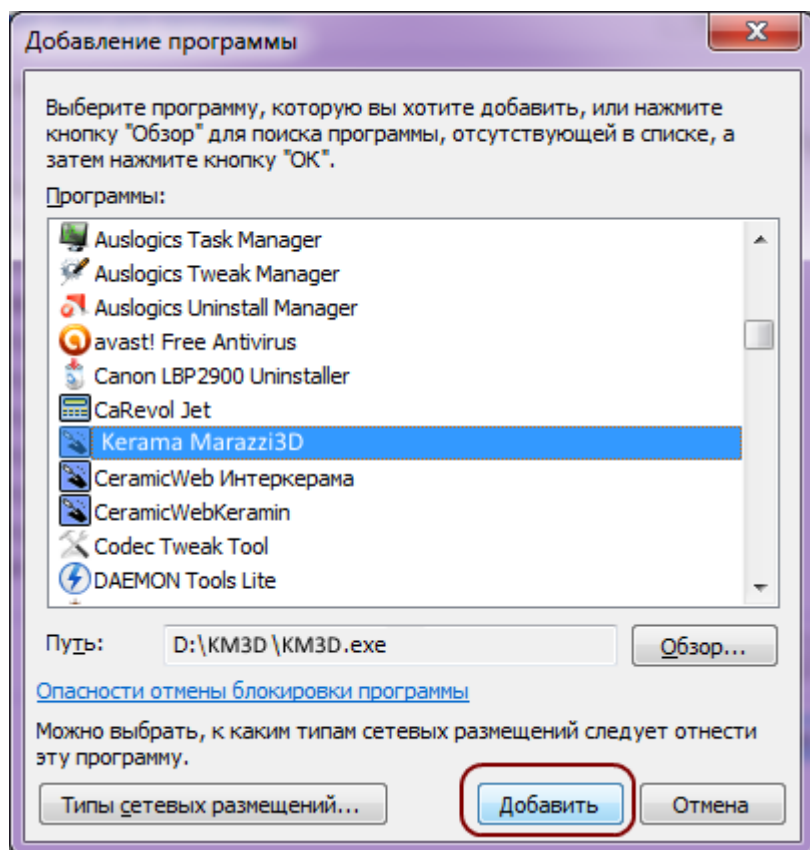 Добавление программы
Выберите программу, которую вы хотите добавить, или нажмите
кнопку "Обзор" для поиска программы, отсутствующей в списке, а
затем нажмите кнопку "ОК".
Программы:
Auslogics Task Manager
Auslogics Tweak Manager
Auslogics Uninstall Manager
avast! Free Antivirus
Canon LBP2900 Uninstaller
CaRevol Jet
Kerama Marazzi3D
CeramicWeb Интеркерама
CeramicWebKeramin
Codec Tweak Tool
DAEMON Tools Lite
Путь: D:\KM3D\KM3D.exe Обзор...
Опасности отмены блокировки программы
Можно выбрать, к каким типам сетевых размещений следует отнести
эту программу.
Типы сетевых размещений... Добавить Отмена